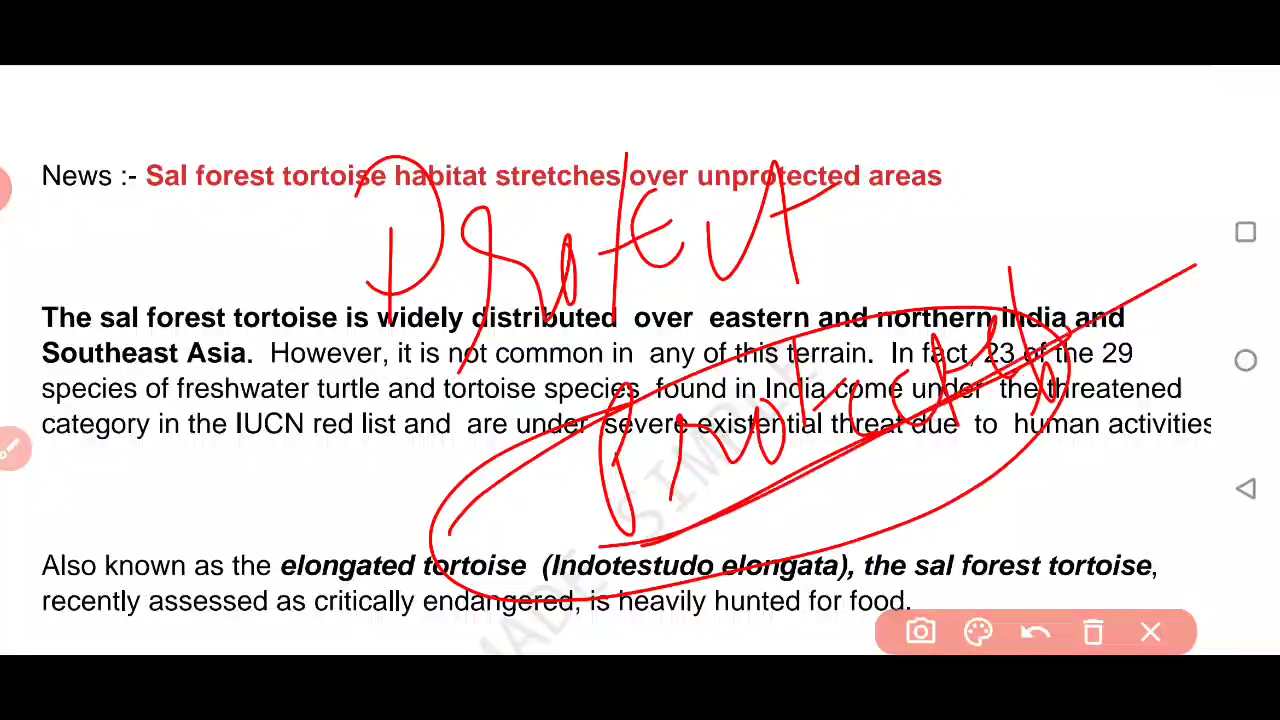 News :- Sal forest tortoise habitat stretches over unprotected areas
Protect
The sal forest tortoise is widely distributed over eastern and northern India and
Southeast Asia. However, it is not common in any of this terrain. In fact, 23 of the 29
species of freshwater turtle and tortoise species found in India come under the threatened
category in the IUCN red list and are under severe existential threat due to human activities
Also known as the elongated tortoise (Indotestudo elongata), the sal forest tortoise,
recently assessed as critically endangered, is heavily hunted for food.
MADE SIMPLE